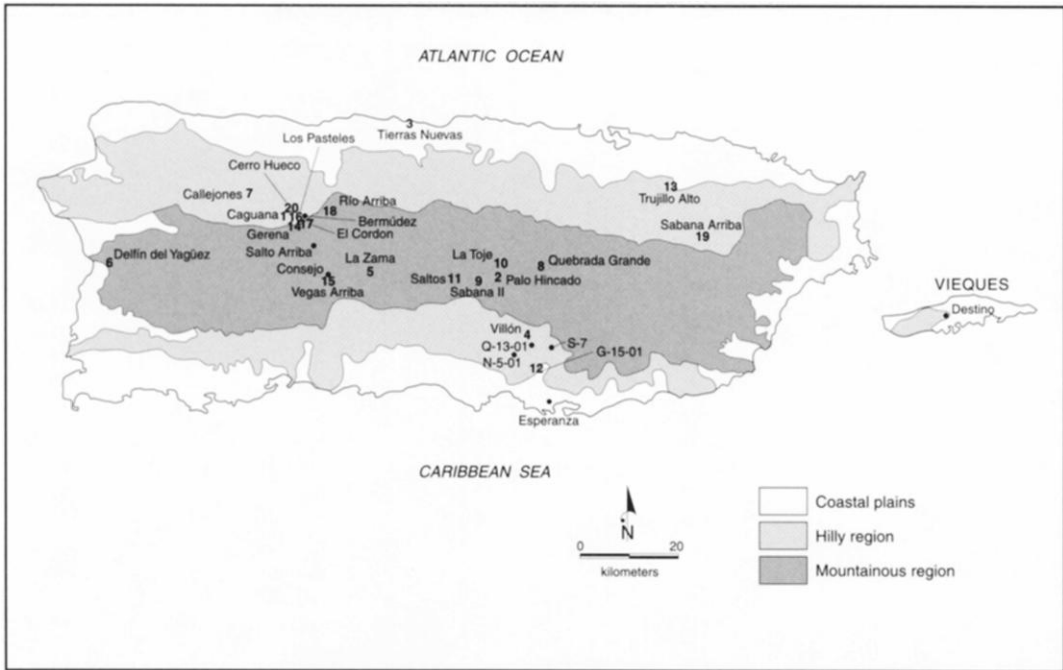 ATLANTIC OCEAN
3
Tierras Nuevas
Los Pasteles
Cerro Hueco
Callejones 7
13
Trujillo Alto
20
Caguana 1 16
18
Río Arriba
Bermúdez
Gerena
14
17
El Cordon
Sabana Arriba
19
Salto Arriba
Delfín del Yagüez
6
La Zama
5
La Toje
10
8
Quebrada Grande
Consejo
15
Vegas Arriba
Saltos 11
9
Sabana II
2
Palo Hincado
VIEQUES
Destino
Villón
4
Q-13-01
S-7
N-5-01
12
G-15-01
Esperanza
CARIBBEAN SEA
N
0
20
kilometers
Coastal plains
Hilly region
Mountainous region